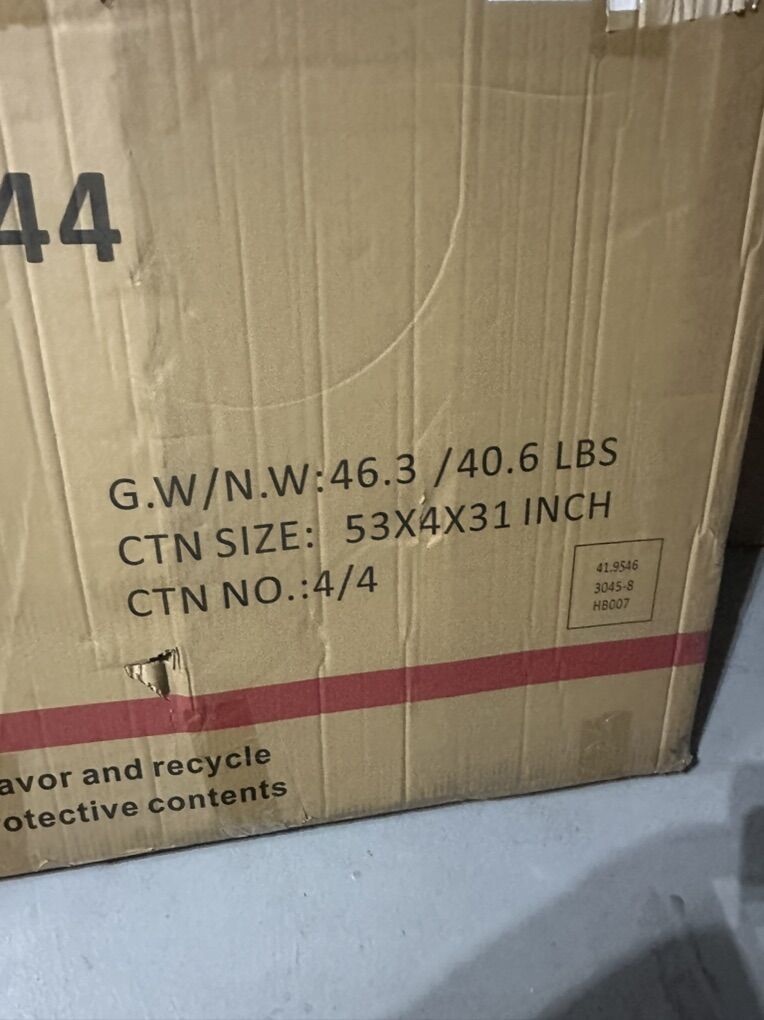 44
G.W/N.W:46.3 /40.6 LBS
CTN SIZE: 53X4X31 INCH
CTN NO.:4/4
41.9546
3045-8
HB007
avor and recycle
otective contents